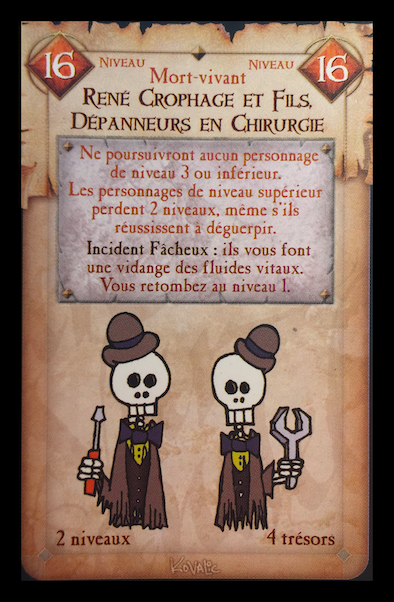 16 Niveau Niveau 16
Mort-vivant
René Crophage et Fils,
Dépanneurs en Chirurgie
Ne poursuivront aucun personnage
de niveau 3 ou inférieur.
Les personnages de niveau supérieur
perdent 2 niveaux, même s'ils
réussissent à déguerpir.
Incident Fâcheux : ils vous font
une vidange des fluides vitaux.
Vous retombez au niveau 1.
2 niveaux 4 trésors
Kovalic